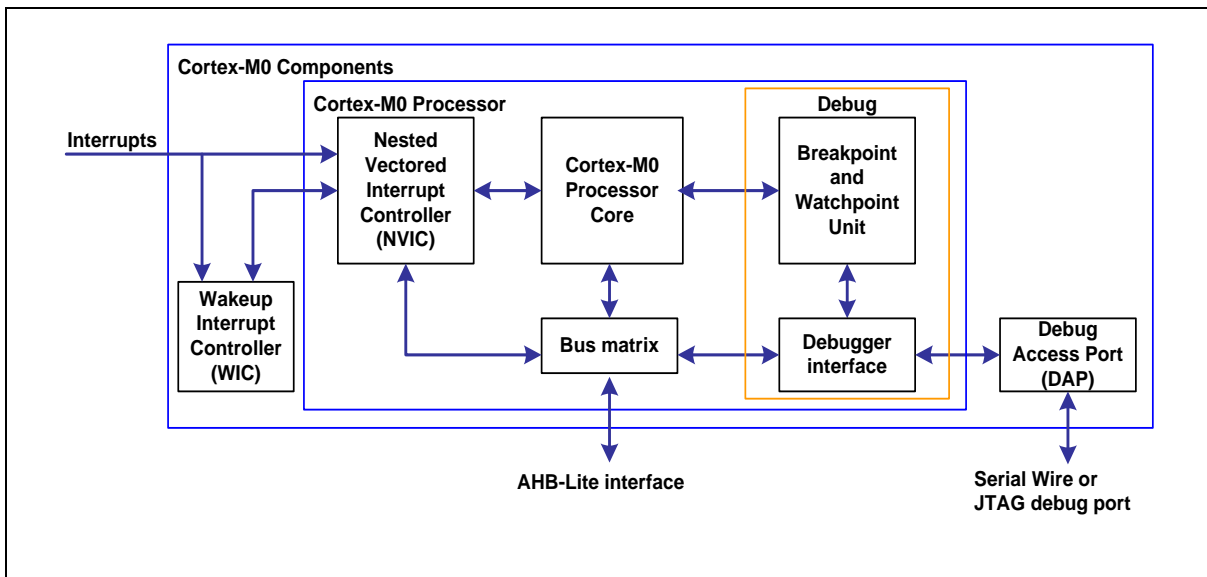 Cortex-M0 Components
Cortex-M0 Processor
Debug
Interrupts
Nested
Vectored
Interrupt
Controller
(NVIC)
Cortex-M0
Processor
Core
Breakpoint
and
Watchpoint
Unit
Wakeup
Interrupt
Controller
(WIC)
Bus matrix
Debugger
interface
Debug
Access Port
(DAP)
AHB-Lite interface
Serial Wire or
JTAG debug port